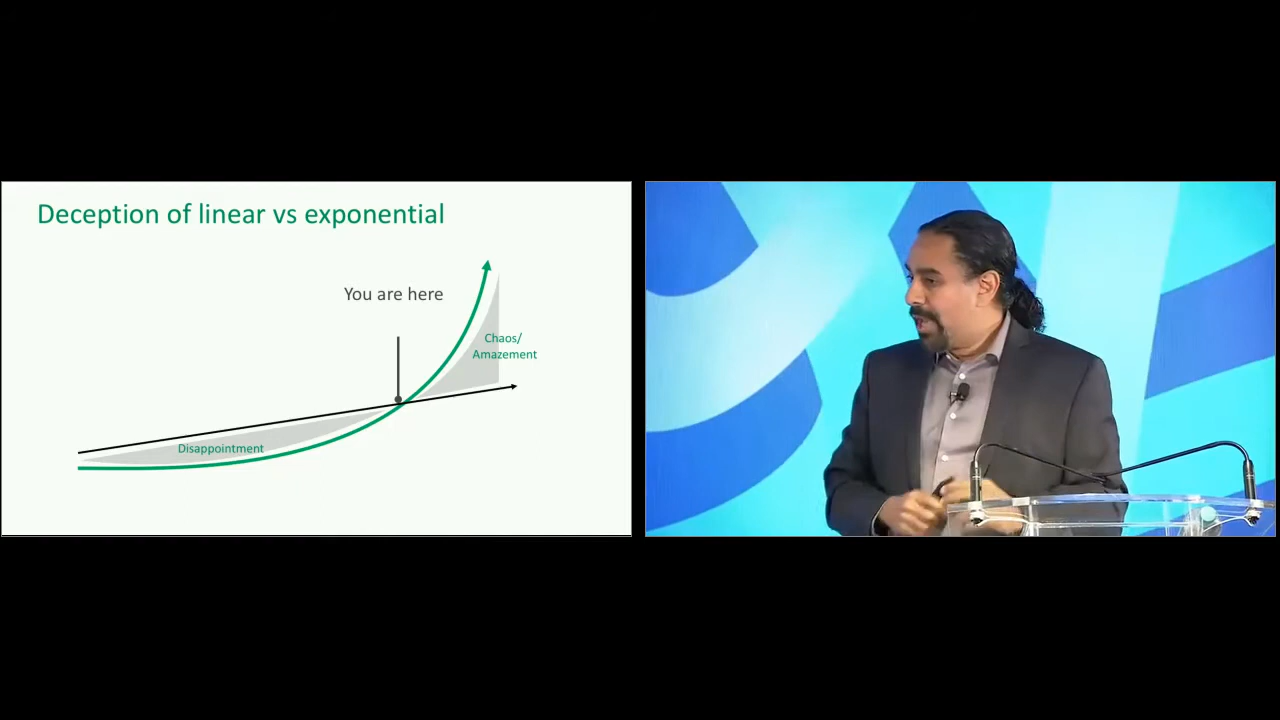 Deception of linear vs exponential
You are here
Chaos/
Amazement
Disappointment